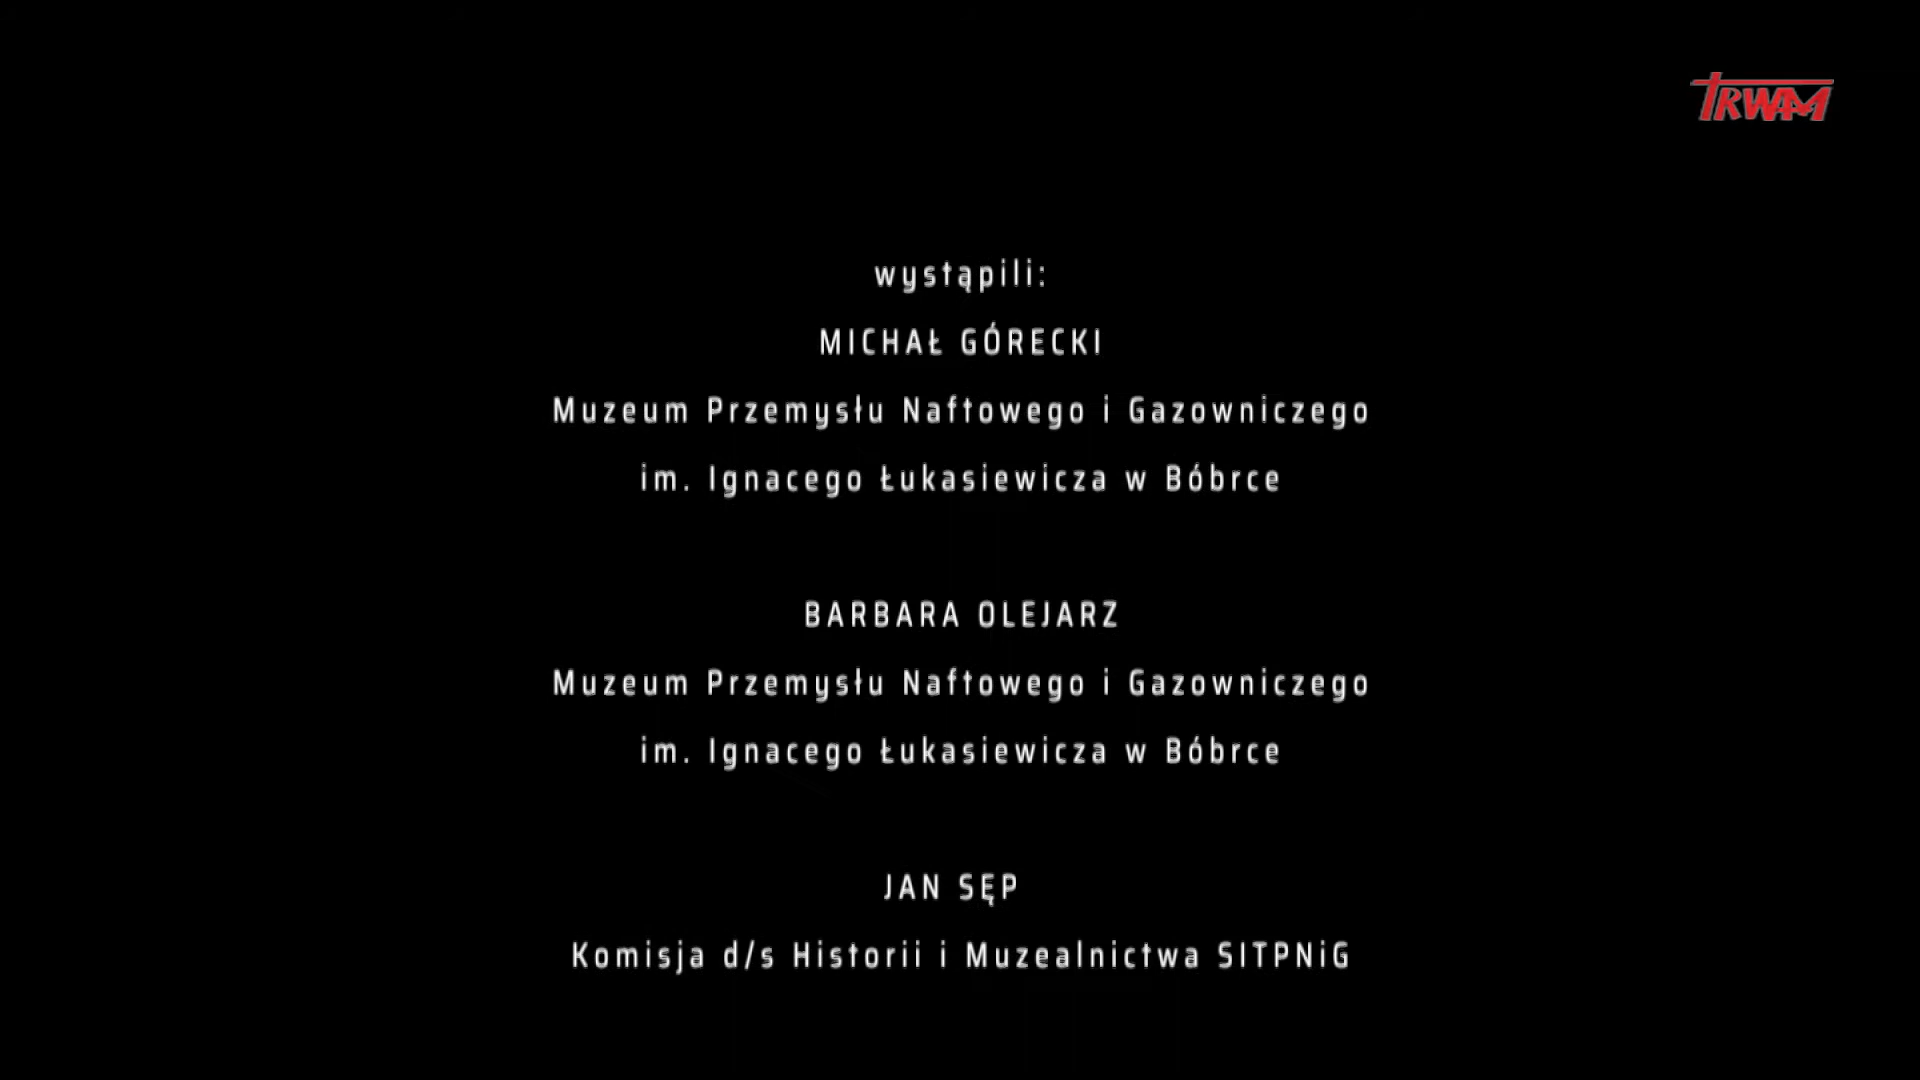 TRWAM
wystąpili:
MICHAŁ GÓRECKI
Muzeum Przemysłu Naftowego i Gazowniczego
im. Ignacego Łukasiewicza w Bóbrce
BARBARA OLEJARZ
Muzeum Przemysłu Naftowego i Gazowniczego
im. Ignacego Łukasiewicza w Bóbrce
JAN SĘP
Komisja d/s Historii i Muzealnictwa SITPNiG